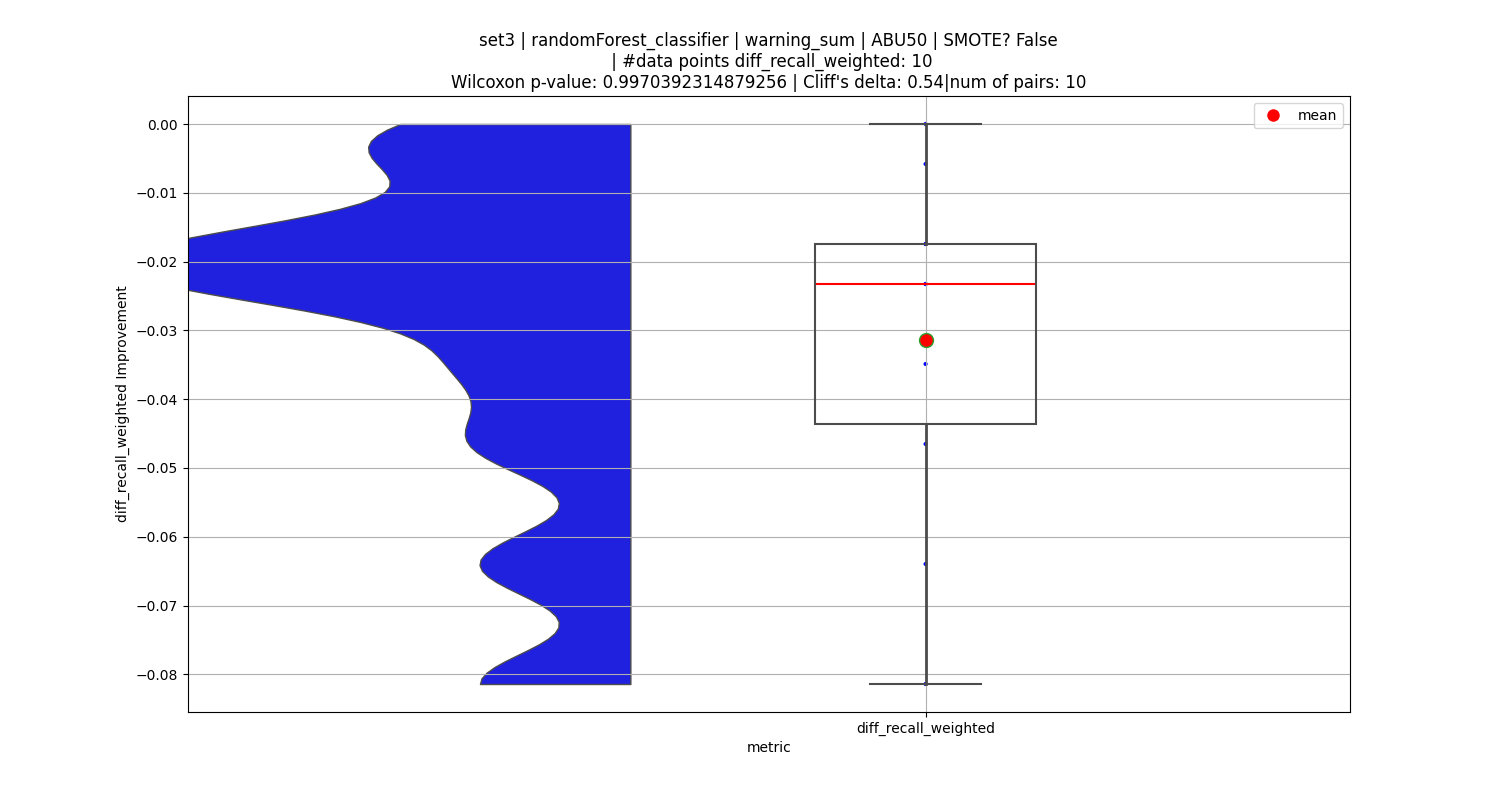 set3 | randomForest_classifier | warning_sum | ABU50 | SMOTE? False
| #data points diff_recall_weighted: 10
Wilcoxon p-value: 0.9970392314879256 | Cliff's delta: 0.54|num of pairs: 10
mean
0.00
−0.01
−0.02
−0.03
−0.04
−0.05
−0.06
−0.07
−0.08
diff_recall_weighted Improvement
diff_recall_weighted
metric